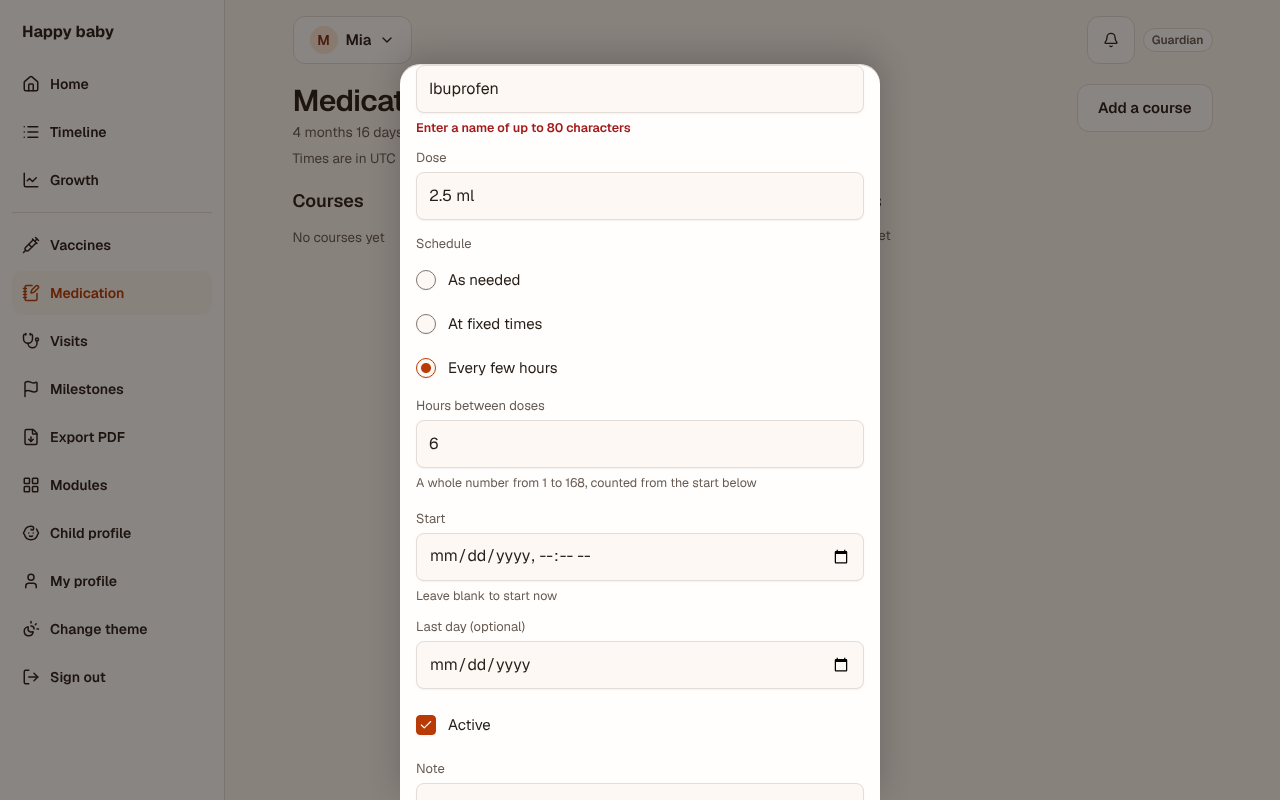 Happy baby
Home
Timeline
Growth
Vaccines
Medication
Visits
Milestones
Export PDF
Modules
Child profile
My profile
Change theme
Sign out
M Mia
Guardian
Medicat
4 months 16 days
Times are in UTC
Add a course
Courses
No courses yet
et
Ibuprofen
Enter a name of up to 80 characters
Dose
2.5 ml
Schedule
As needed
At fixed times
Every few hours
Hours between doses
6
A whole number from 1 to 168, counted from the start below
Start
mm/dd/yyyy, --:-- --
Leave blank to start now
Last day (optional)
mm/dd/yyyy
Active
Note